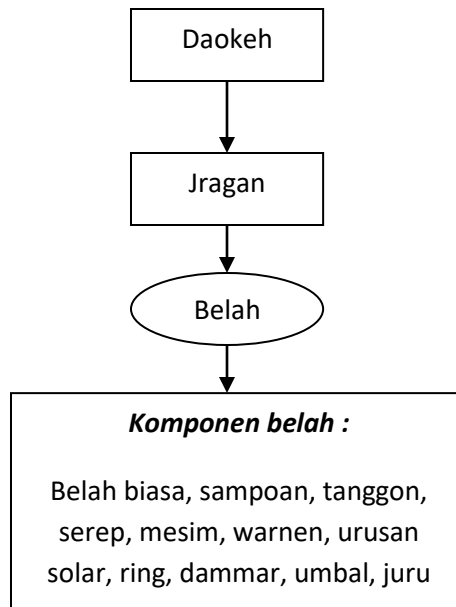 Daokeh
Jragan
Belah
Komponen belah :
Belah biasa, sampoan, tanggon,
serep, mesim, warnen, urusan
solar, ring, dammar, umbal, juru